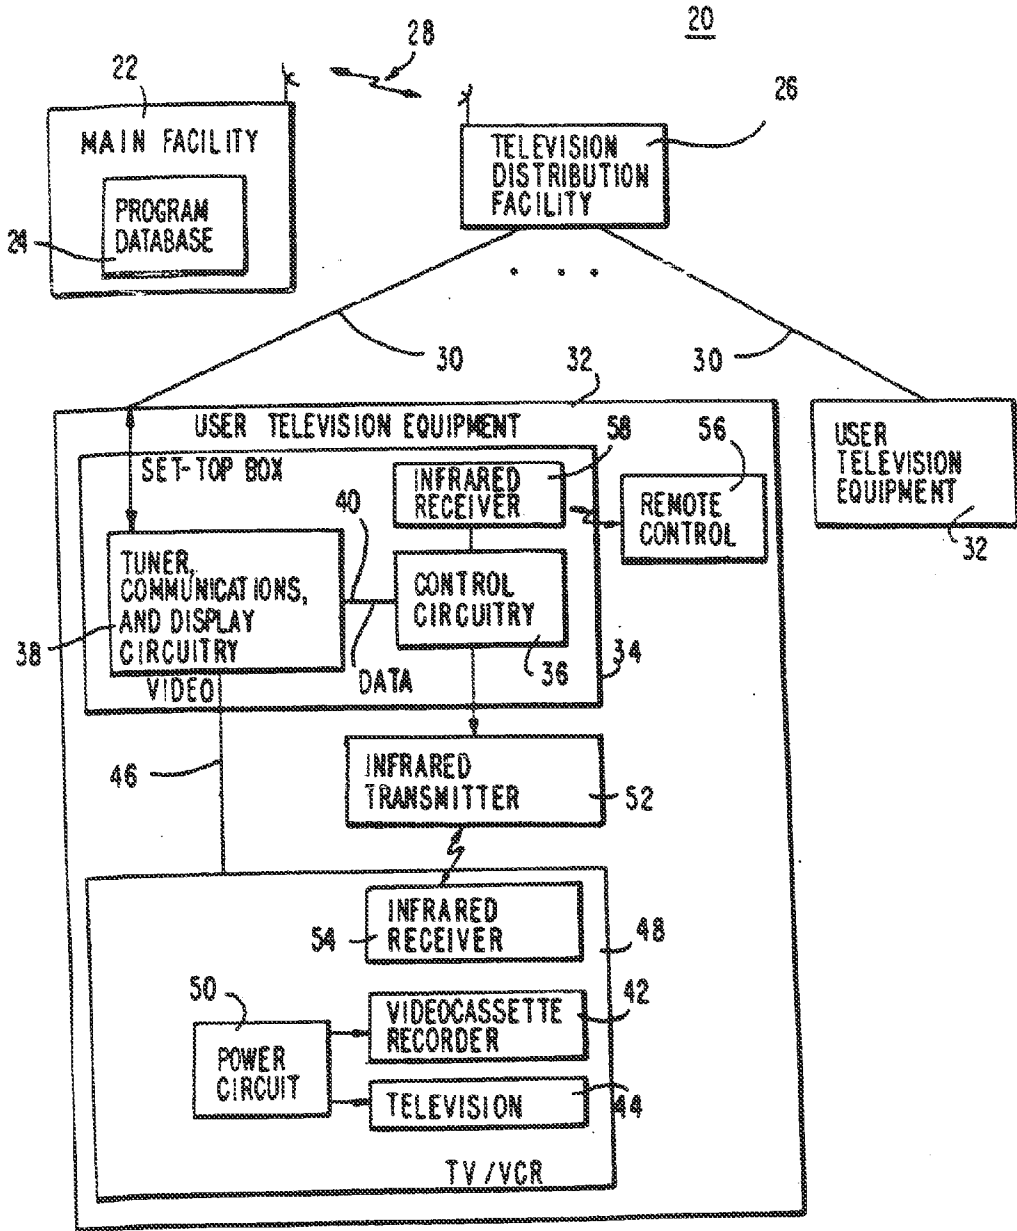 20
28
22
26
MAIN FACILITY
TELEVISION
DISTRIBUTION
FACILITY
PROGRAM
DATABASE
24
30
30
32
USER TELEVISION EQUIPMENT
58
56
USER
TELEVISION
EQUIPMENT
32
SET-TOP BOX
INFRARED
RECEIVER
REMOTE
CONTROL
40
TUNER,
COMMUNICATIONS,
AND DISPLAY
CIRCUITRY
38
CONTROL
CIRCUITRY
36
34
DATA
VIDEO
46
INFRARED
TRANSMITTER
52
INFRARED
RECEIVER
54
48
50
VIDEOCASSETTE
RECORDER
42
POWER
CIRCUIT
TELEVISION
44
TV/VCR